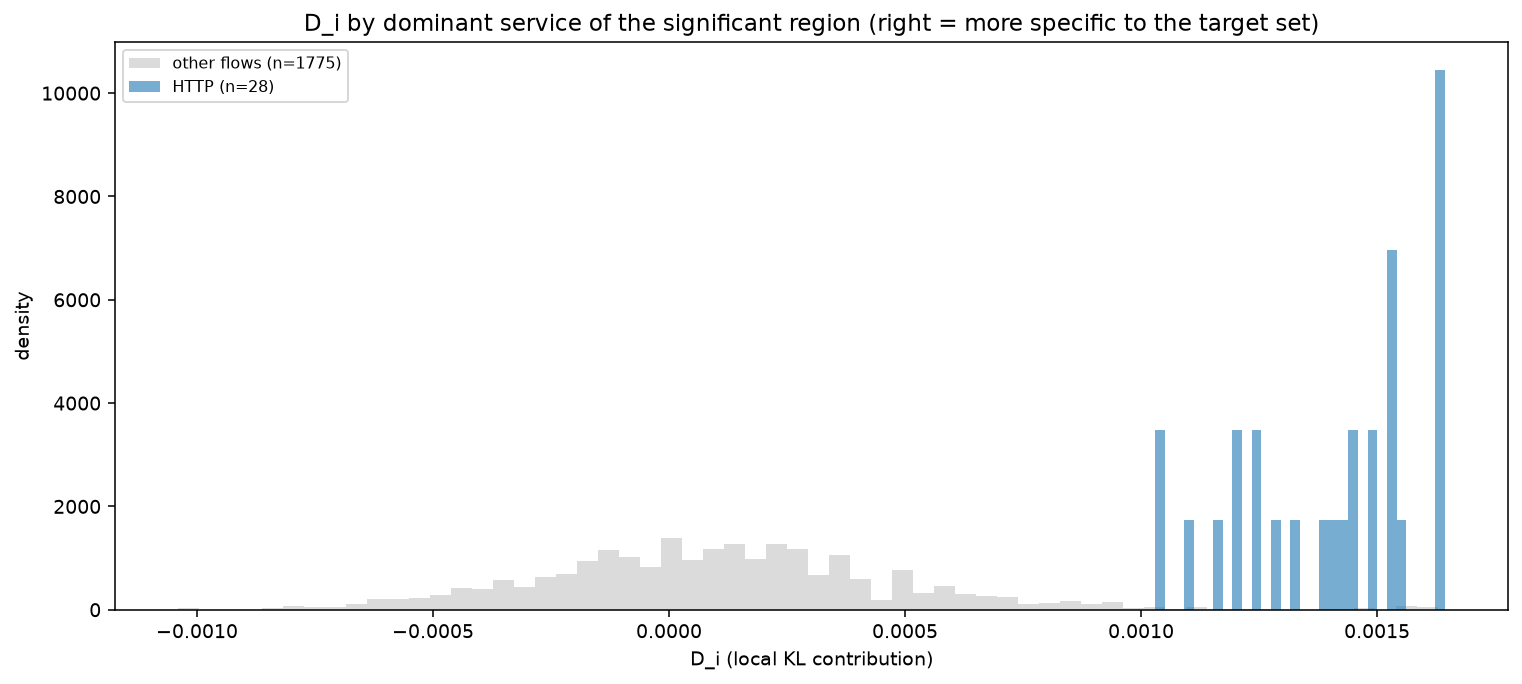 D_i by dominant service of the significant region (right = more specific to the target set)
other flows (n=1775)
HTTP (n=28)
density
10000
8000
6000
4000
2000
0
−0.0010
−0.0005
0.0000
0.0005
0.0010
0.0015
D_i (local KL contribution)